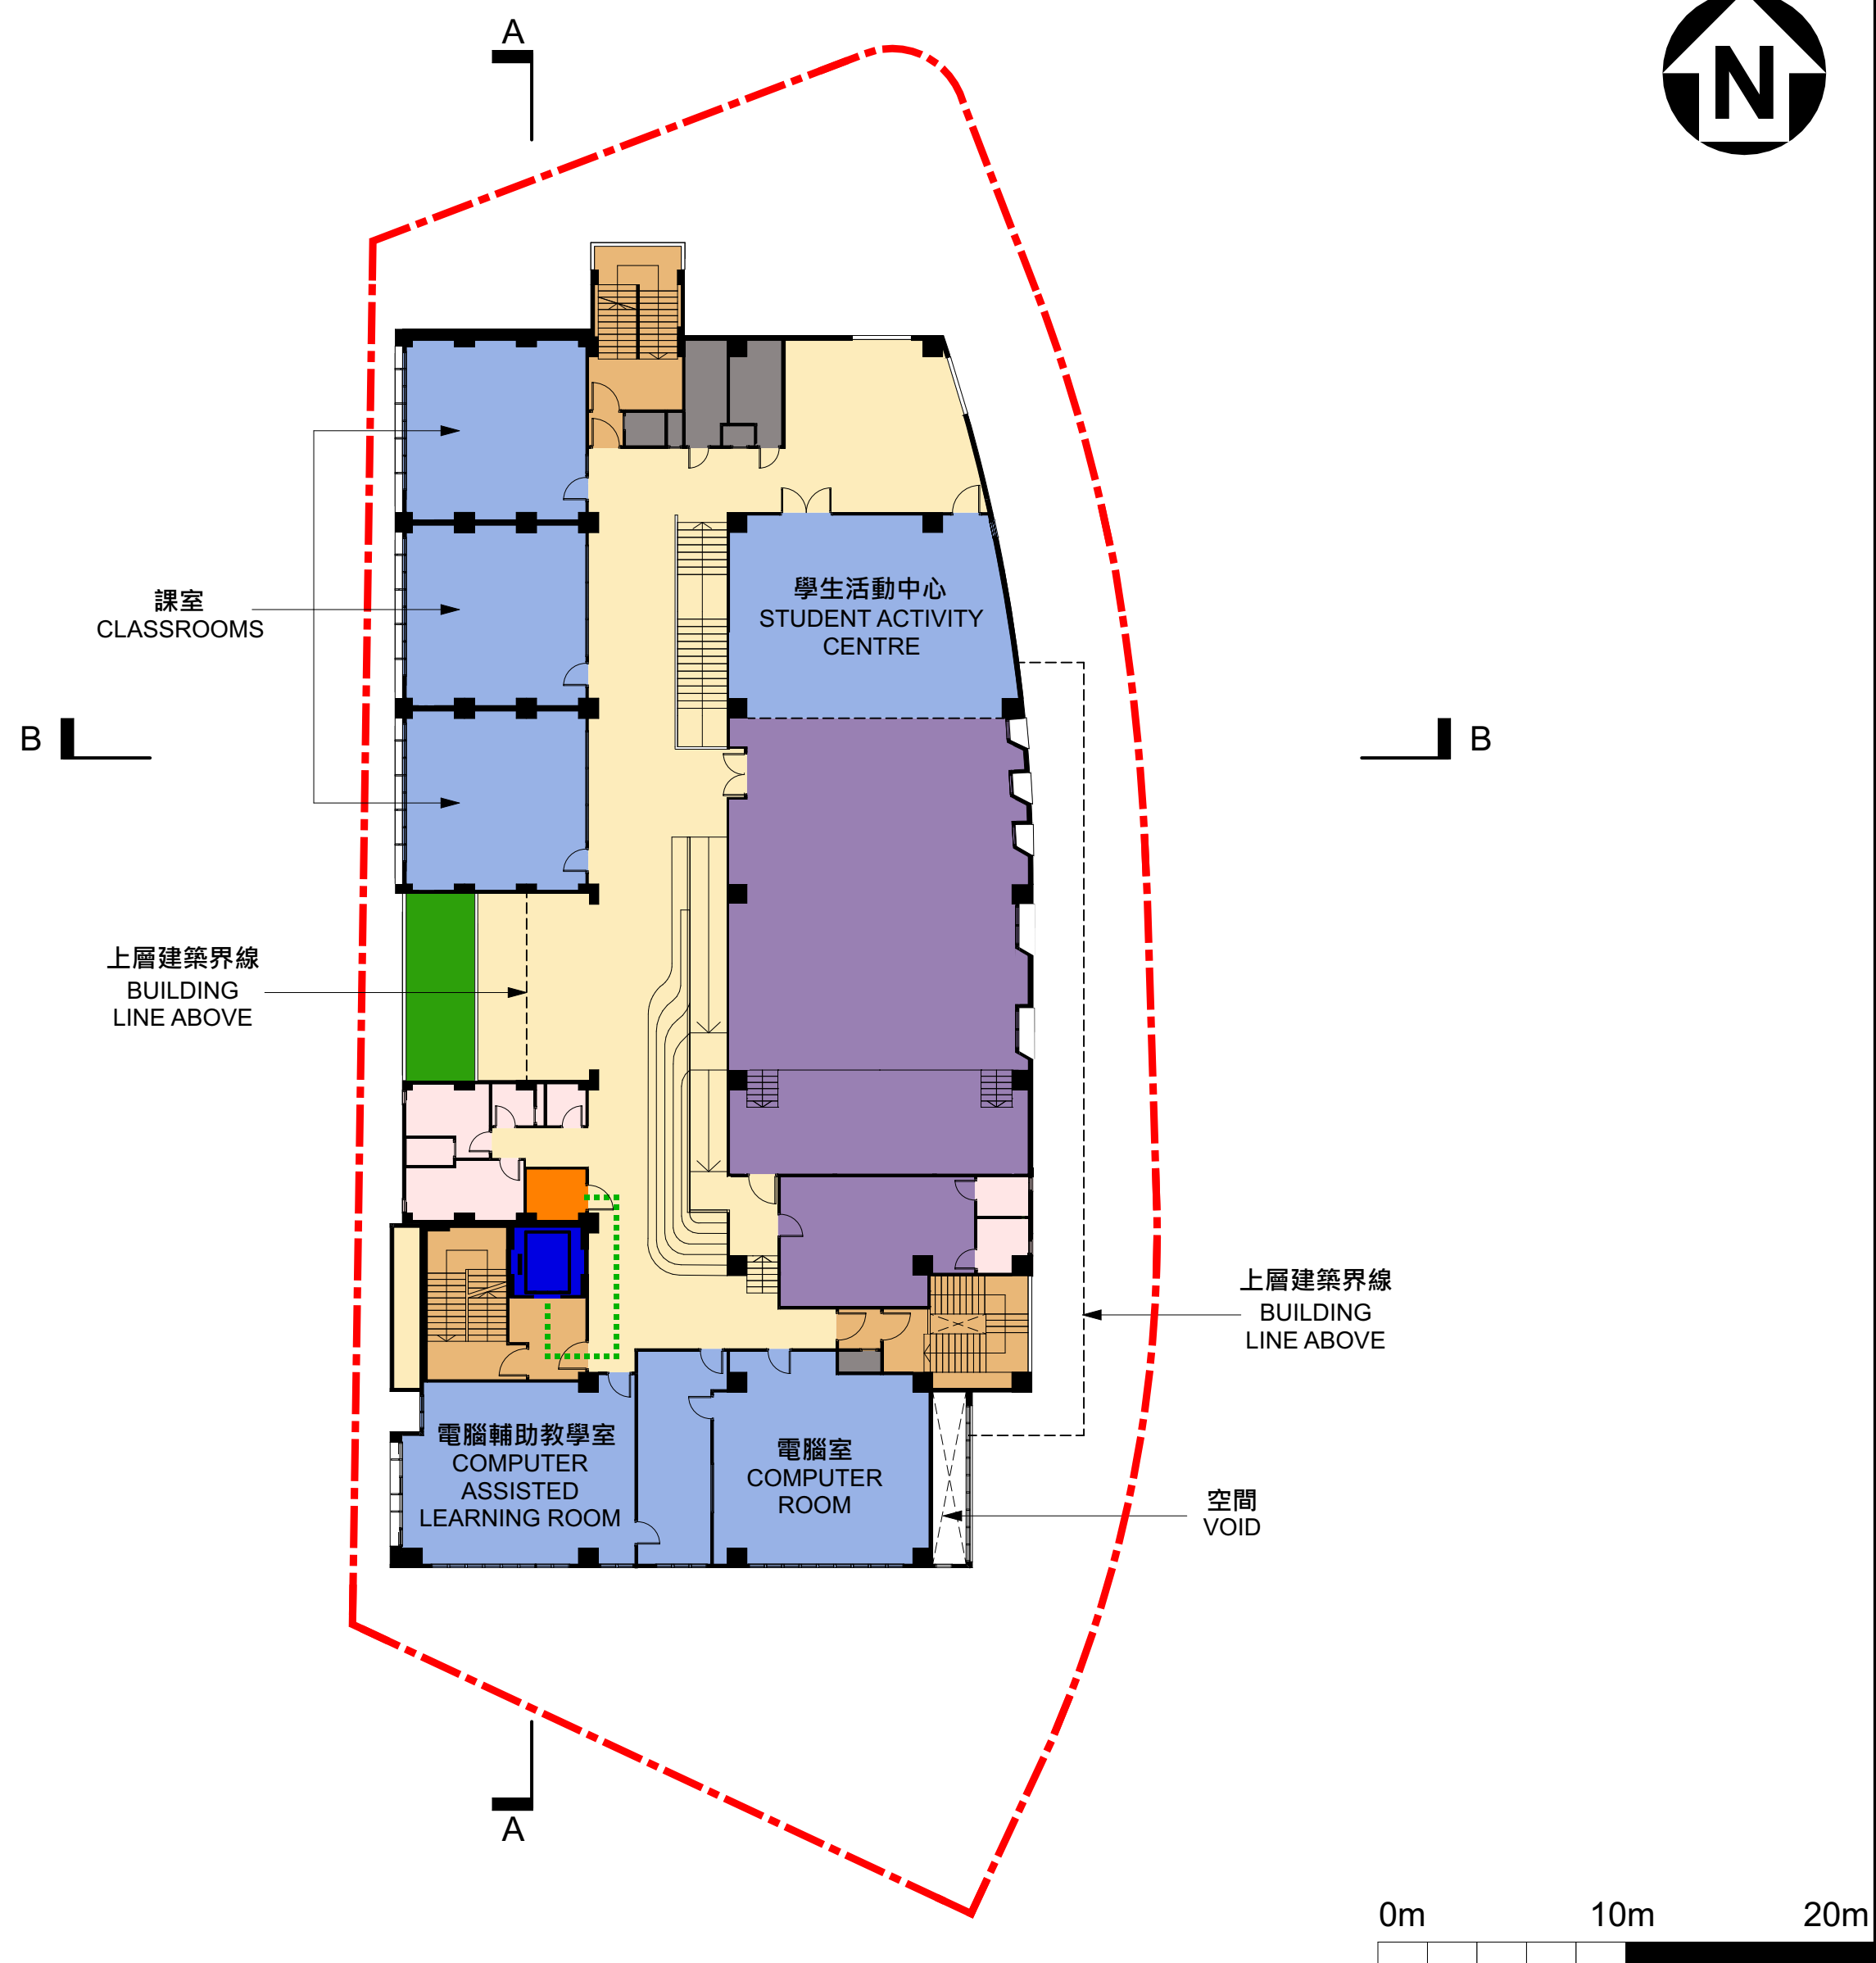 A
N
學生活動中心
STUDENT ACTIVITY
CENTRE
課室
CLASSROOMS
B
B
上層建築界線
BUILDING
LINE ABOVE
上層建築界線
BUILDING
LINE ABOVE
電腦輔助教學室
COMPUTER
ASSISTED
LEARNING ROOM
電腦室
COMPUTER
ROOM
空間
VOID
A
0m 10m 20m